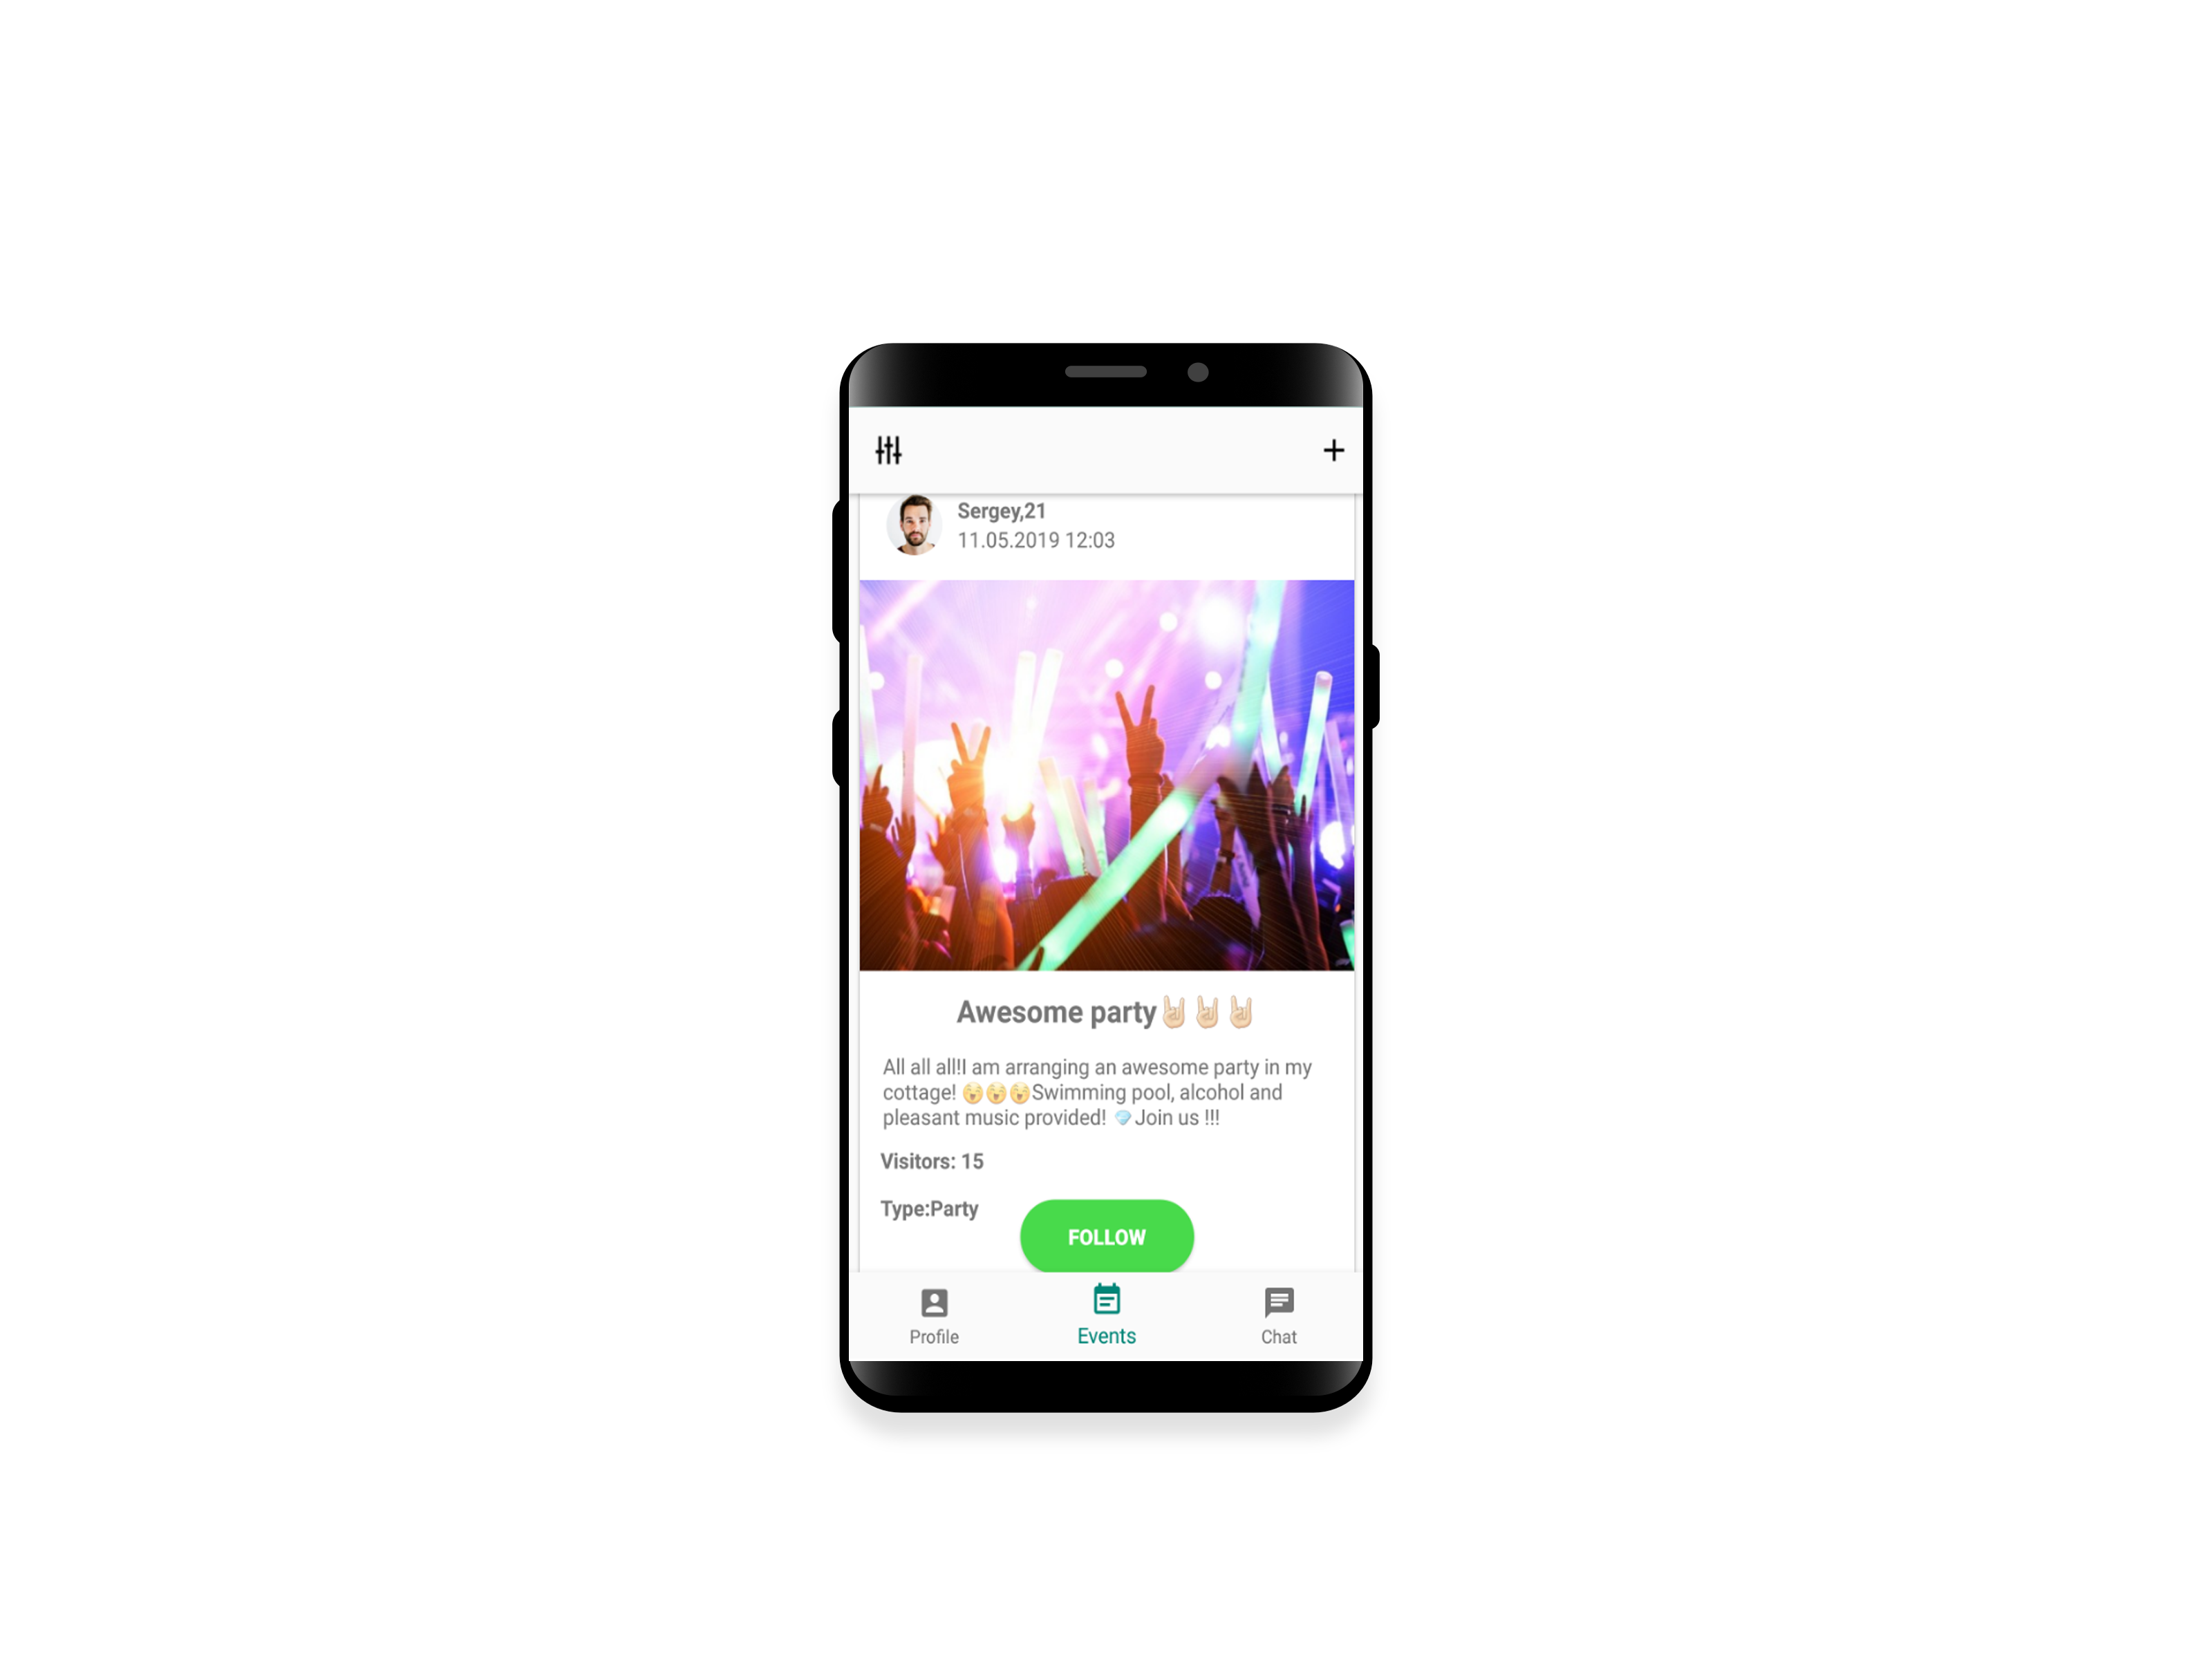 Sergey,21
11.05.2019 12:03
Awesome party🤘🏻🤘🏻🤘🏻
All all all!I am arranging an awesome party in my
cottage! 😲😲😲Swimming pool, alcohol and
pleasant music provided! 💎Join us !!!
Visitors: 15
Type:Party
FOLLOW
Profile
Events
Chat